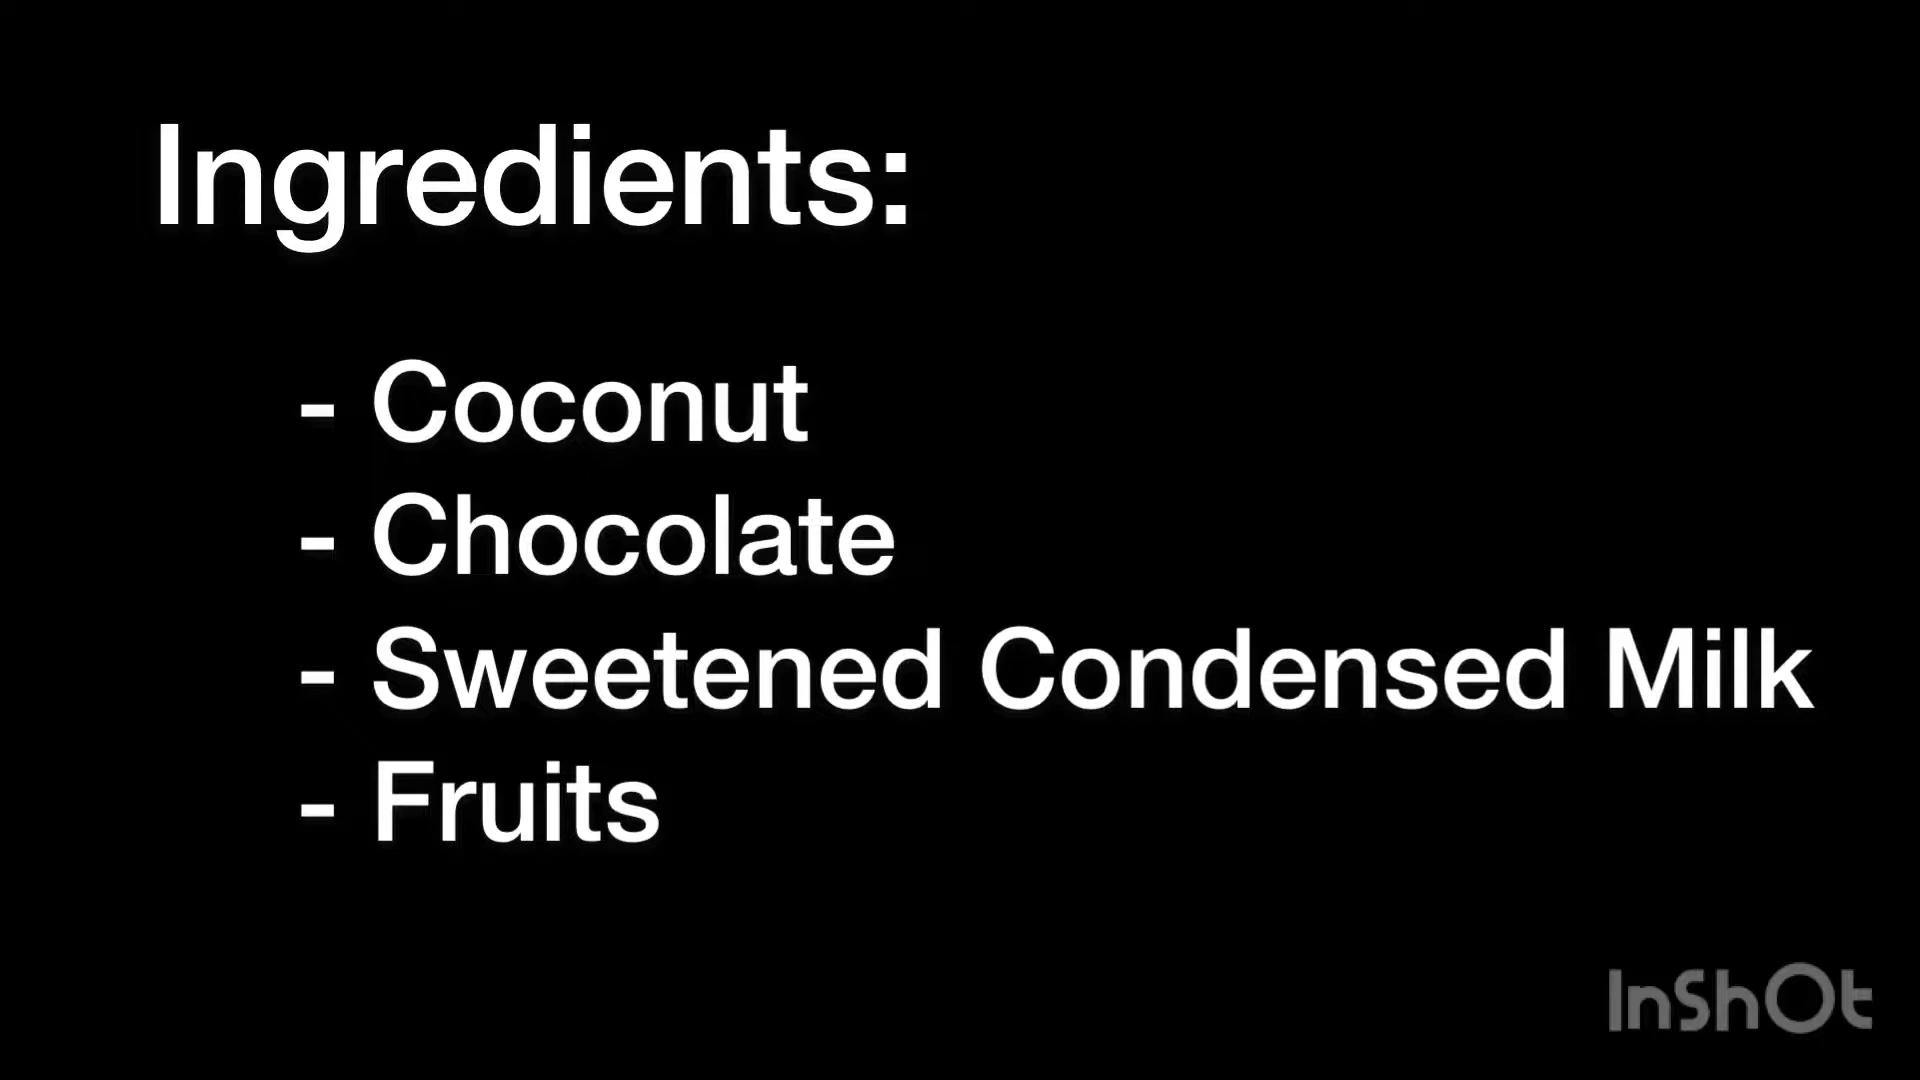 Ingredients:
- Coconut
- Chocolate
- Sweetened Condensed Milk
- Fruits
InShOt